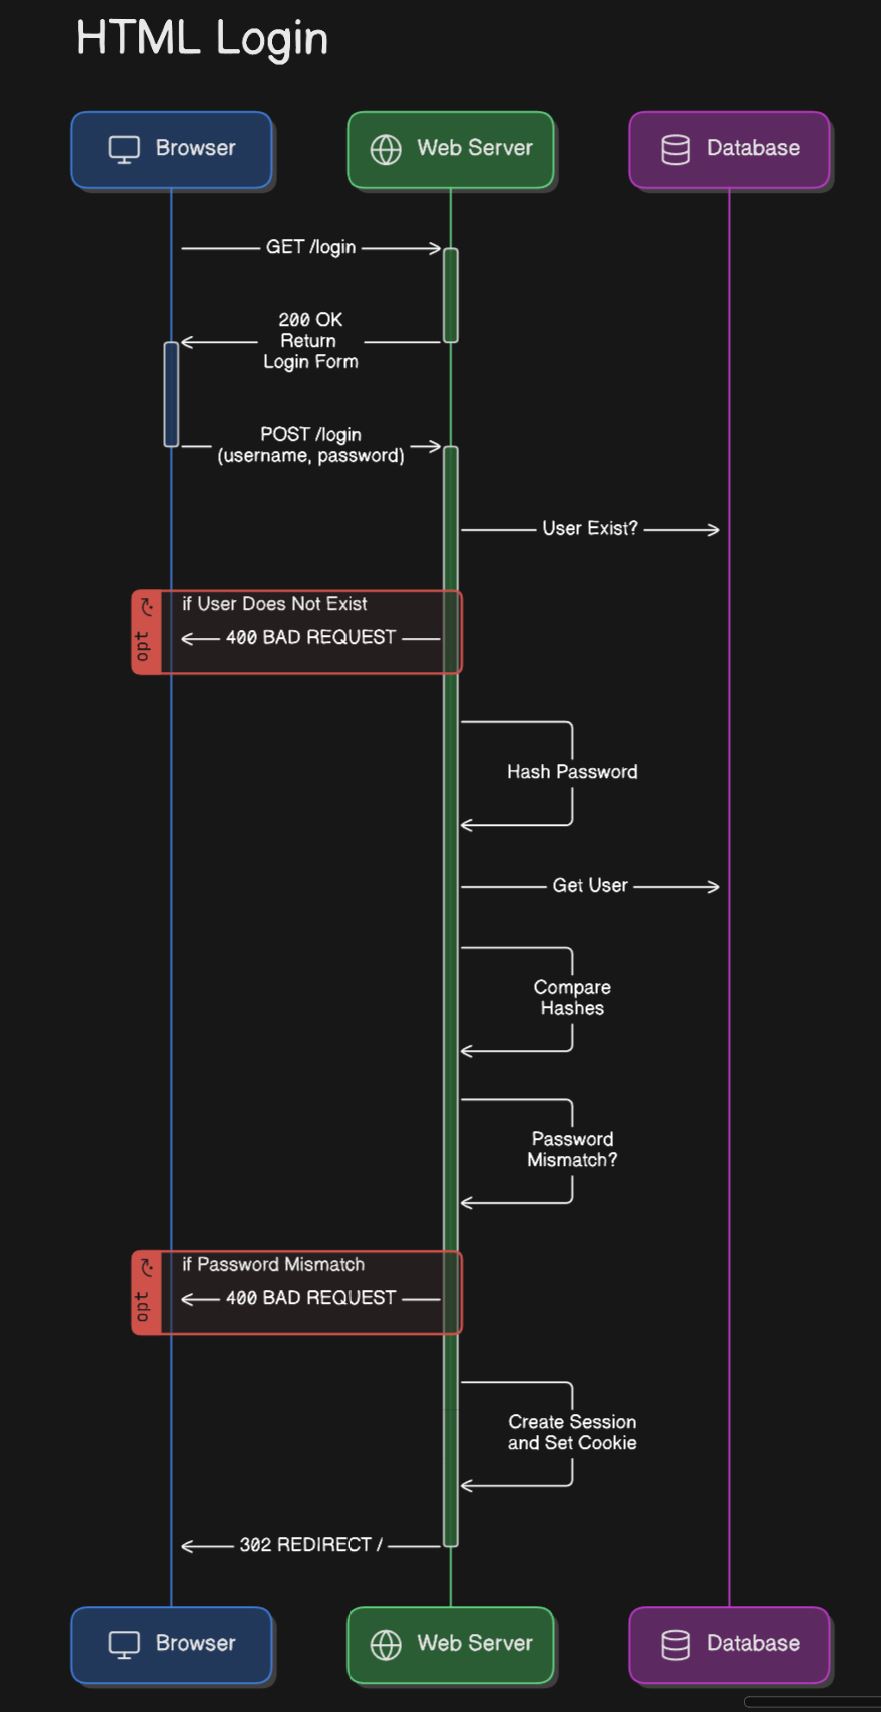 HTML Login
Browser
Web Server
Database
GET /login
200 OK
Return
Login Form
POST /login
(username, password)
User Exist?
opt
if User Does Not Exist
400 BAD REQUEST
Hash Password
Get User
Compare
Hashes
Password
Mismatch?
opt
if Password Mismatch
400 BAD REQUEST
Create Session
and Set Cookie
302 REDIRECT /
Browser
Web Server
Database